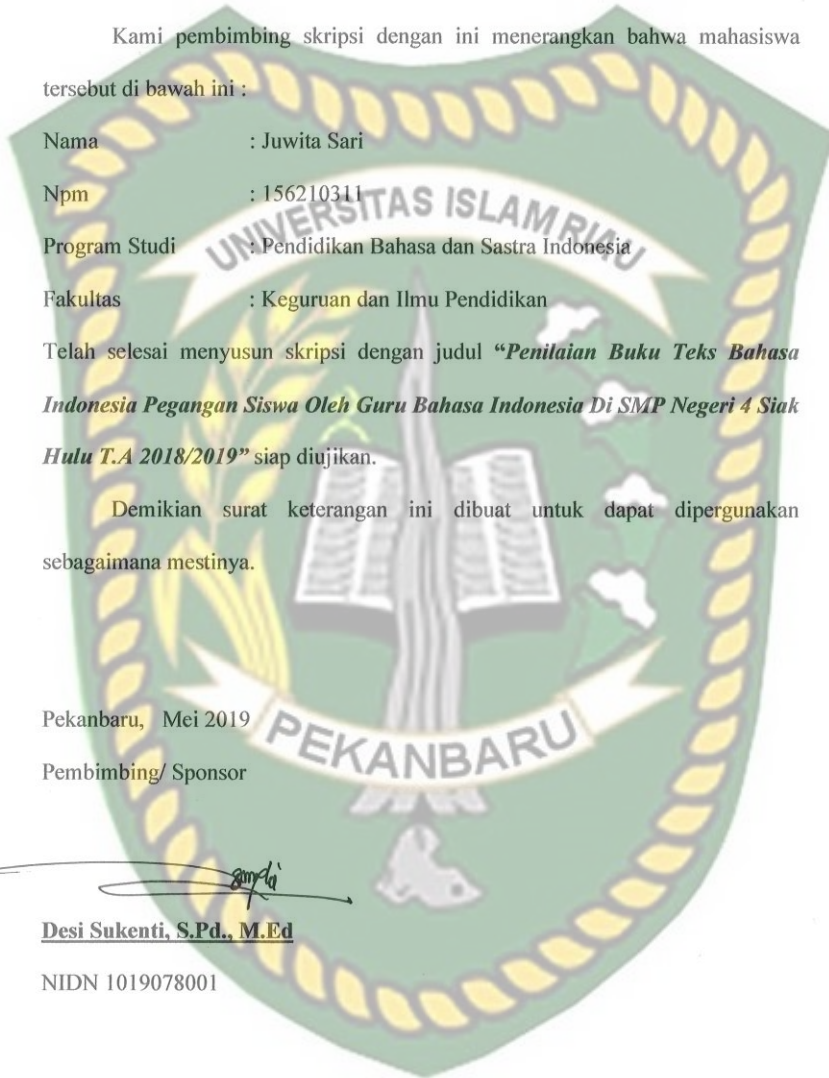 Kami pembimbing skripsi dengan ini menerangkan bahwa mahasiswa
tersebut di bawah ini :
Nama : Juwita Sari
Npm : 156210311
UNIVERSITAS ISLAM RIAU
Program Studi : Pendidikan Bahasa dan Sastra Indonesia
Fakultas : Keguruan dan Ilmu Pendidikan
Telah selesai menyusun skripsi dengan judul “Penilaian Buku Teks Bahasa
Indonesia Pegangan Siswa Oleh Guru Bahasa Indonesia Di SMP Negeri 4 Siak
Hulu T.A 2018/2019” siap diujikan.
Demikian surat keterangan ini dibuat untuk dapat dipergunakan
sebagaimana mestinya.
Pekanbaru, Mei 2019
PEKANBARU
Pembimbing/ Sponsor
Desi Sukenti, S.Pd., M.Ed
NIDN 1019078001